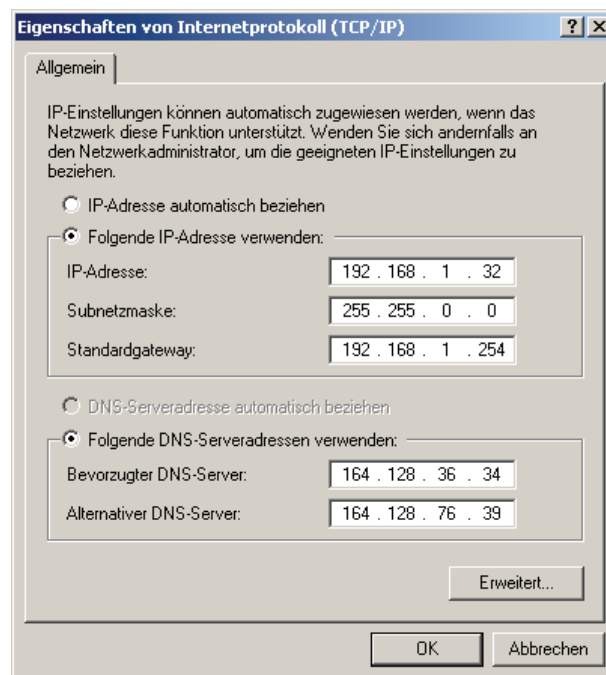 Eigenschaften von Internetprotokoll (TCP/IP)
Allgemein
IP-Einstellungen können automatisch zugewiesen werden, wenn das
Netzwerk diese Funktion unterstützt. Wenden Sie sich andernfalls an
den Netzwerkadministrator, um die geeigneten IP-Einstellungen zu
beziehen.
IP-Adresse automatisch beziehen
Folgende IP-Adresse verwenden:
IP-Adresse: 192 . 168 . 1 . 32
Subnetzmaske: 255 . 255 . 0 . 0
Standardgateway: 192 . 168 . 1 . 254
DNS-Serveradresse automatisch beziehen
Folgende DNS-Serveradressen verwenden:
Bevorzugter DNS-Server: 164 . 128 . 36 . 34
Alternativer DNS-Server: 164 . 128 . 76 . 39
Erweitert...
OK Abbrechen